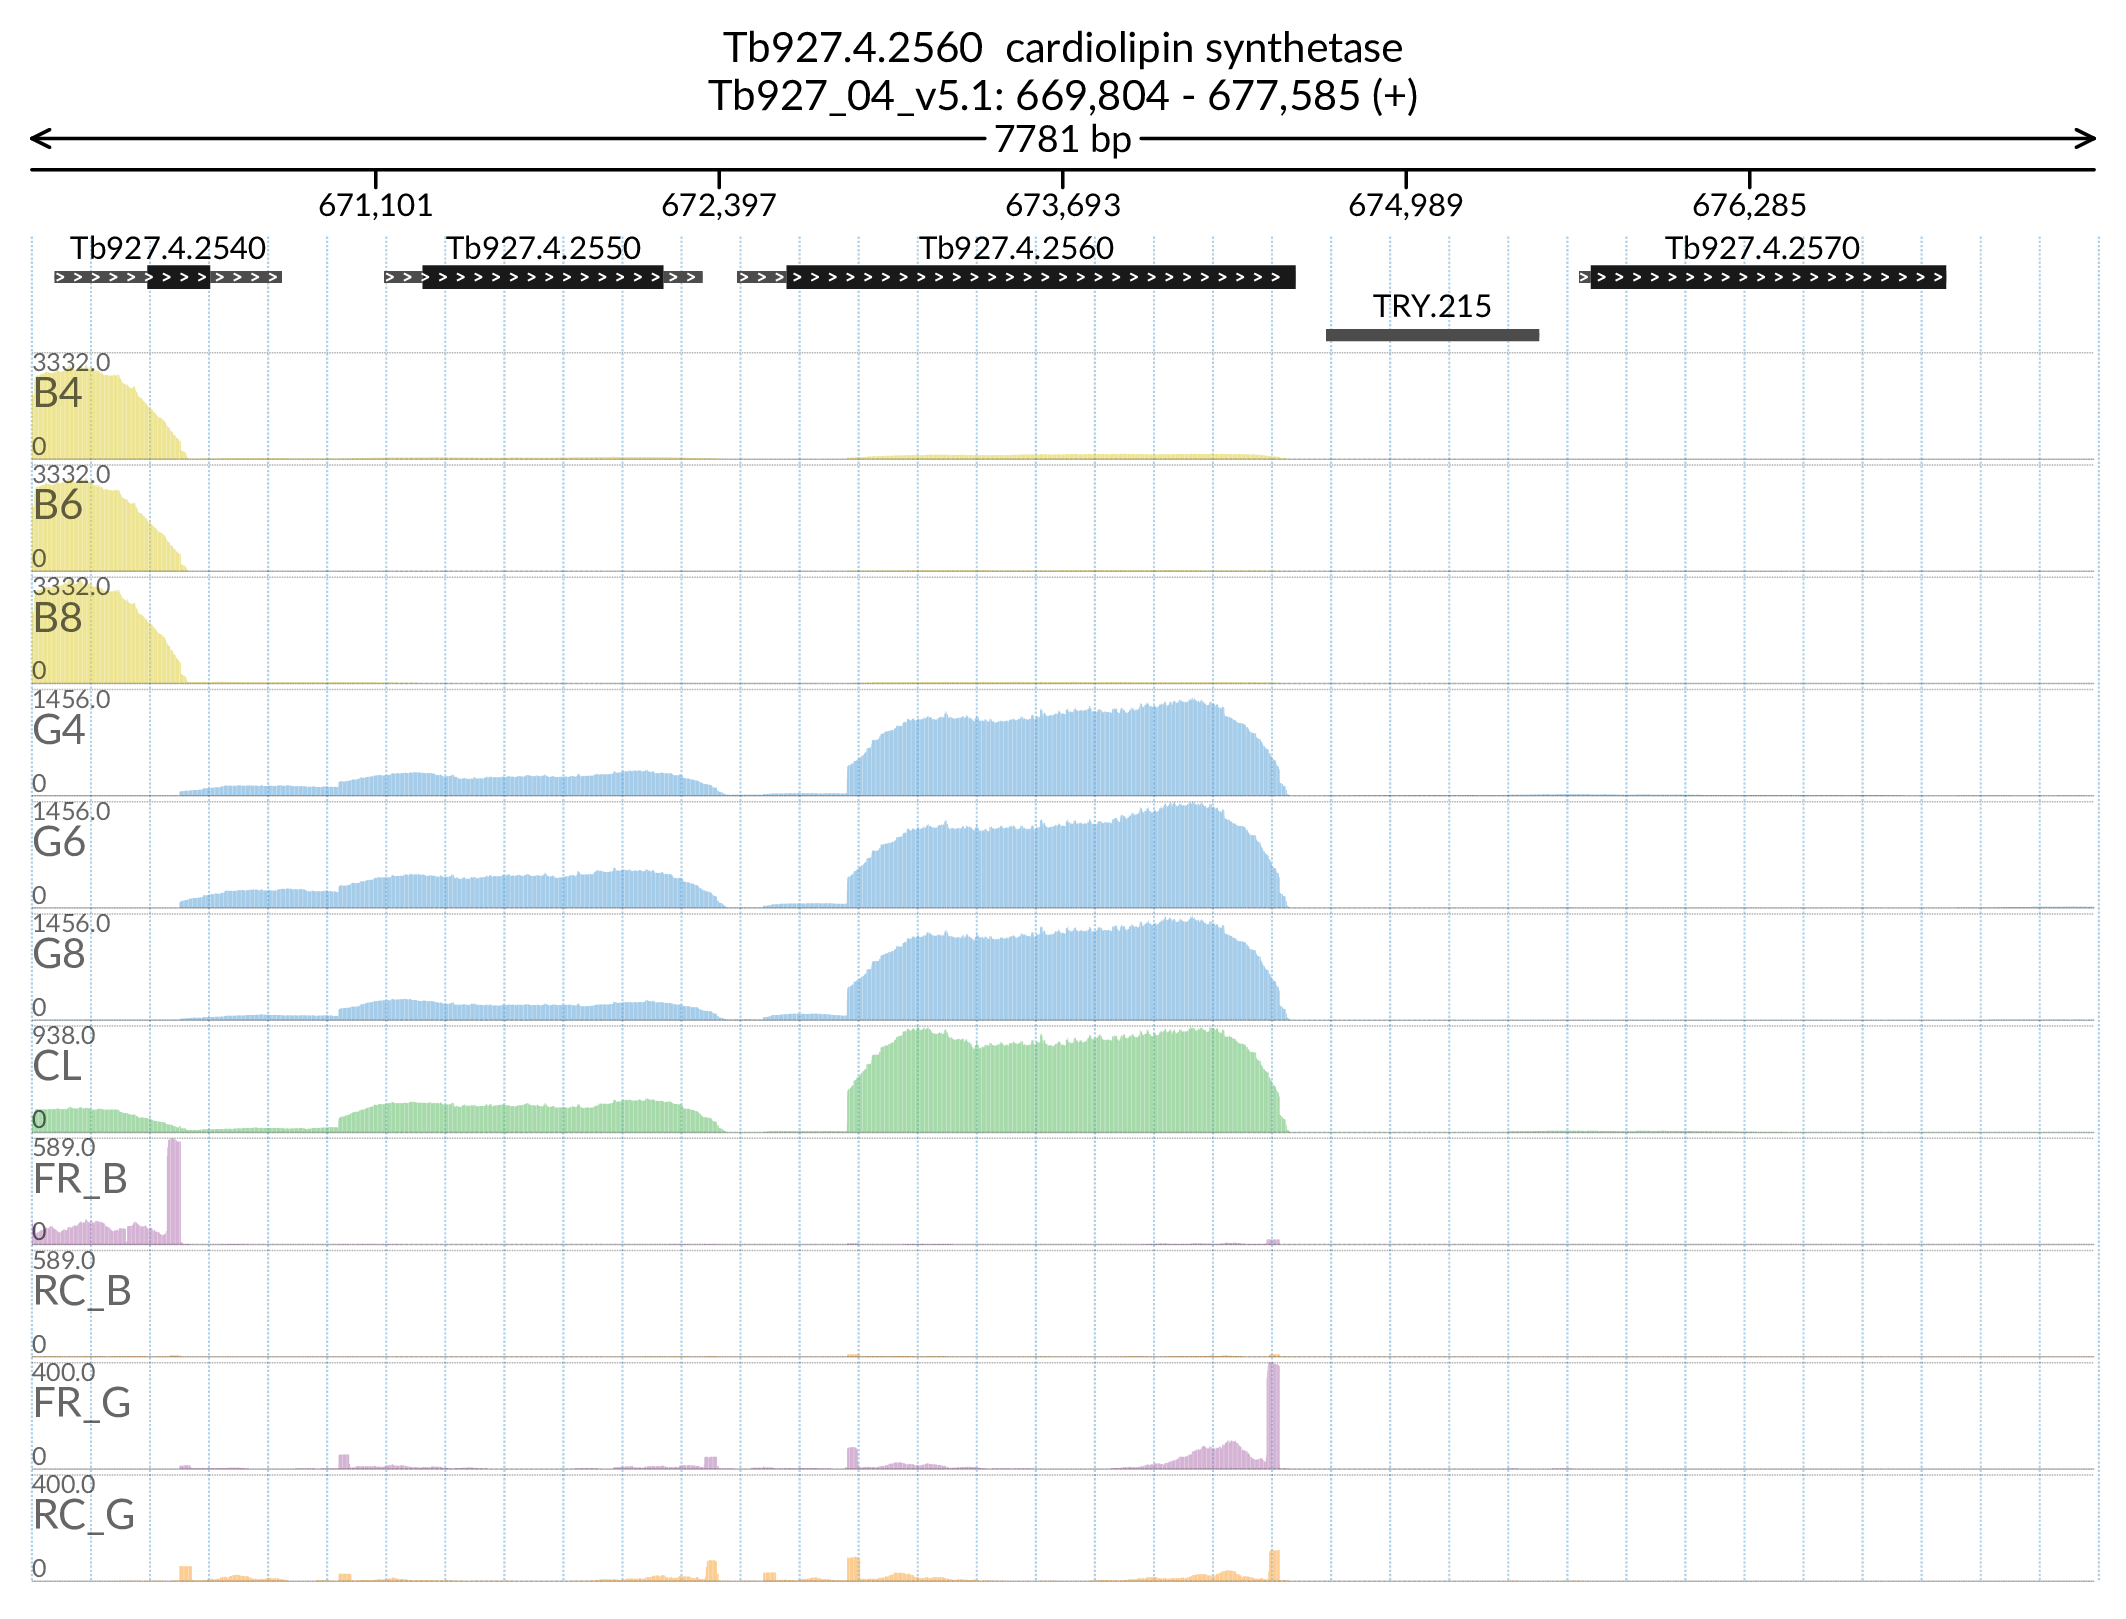 Tb927.4.2560  cardiolipin synthetase
Tb927_04_v5.1: 669,804 - 677,585 (+)
7781 bp
671,101 672,397 673,693 674,989 676,285
Tb927.4.2540 Tb927.4.2550 Tb927.4.2560 Tb927.4.2570
TRY.215
3332.0
B4
0
3332.0
B6
0
3332.0
B8
0
1456.0
G4
0
1456.0
G6
0
1456.0
G8
0
938.0
CL
0
589.0
FR_B
0
589.0
RC_B
0
400.0
FR_G
0
400.0
RC_G
0